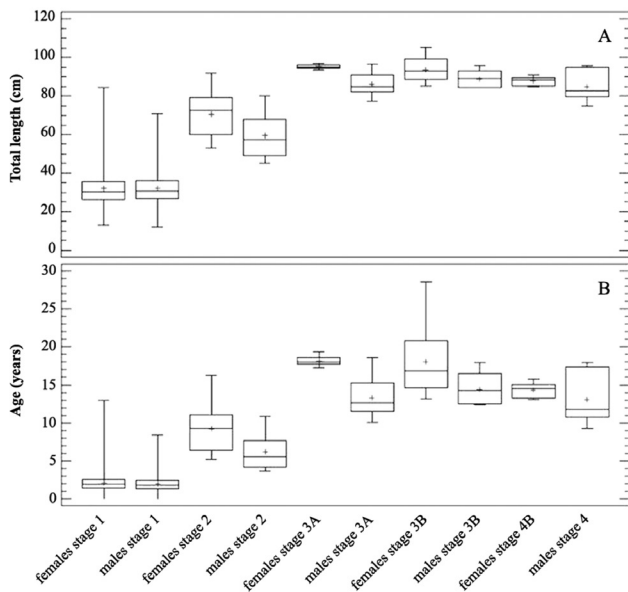 A
Total length (cm)
120
100
80
60
40
20
0
B
Age (years)
30
25
20
15
10
5
0
females stage 1
males stage 1
females stage 2
males stage 2
females stage 3A
males stage 3A
females stage 3B
males stage 3B
females stage 4B
males stage 4